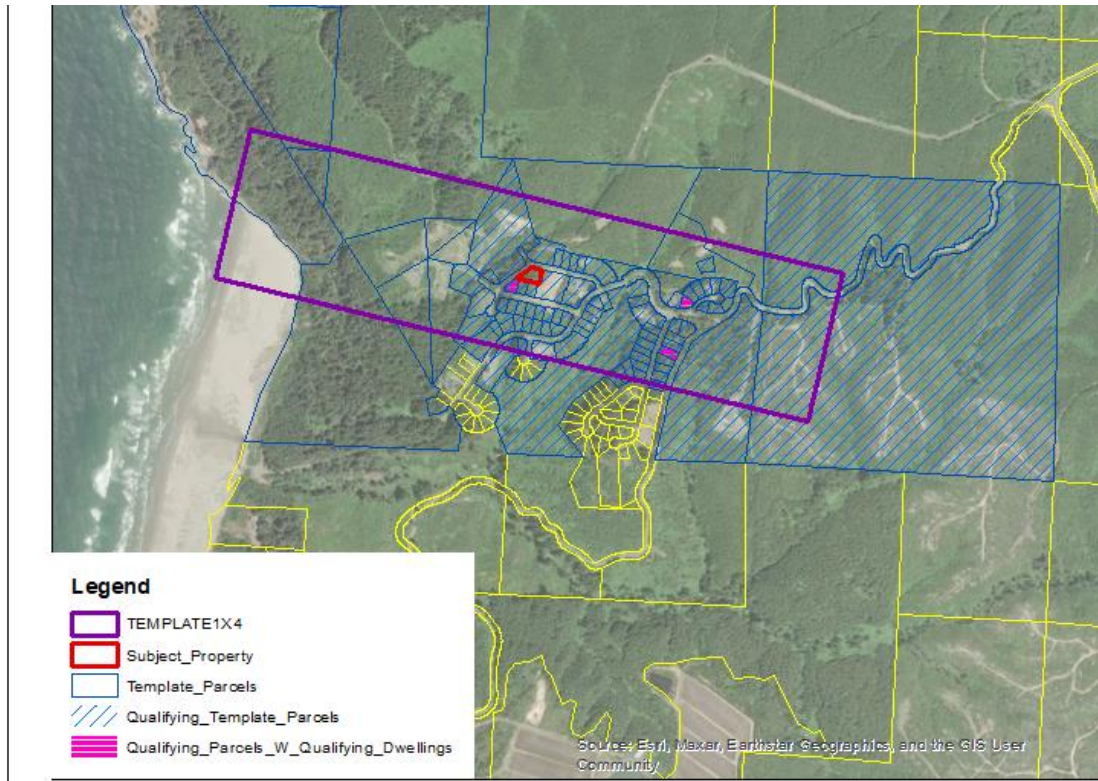 Legend
TEMPLATE1X4
Subject_Property
Template_Parcels
Qualifying_Template_Parcels
Qualifying_Parcels_W_Qualifying_Dwellings
Source: Esri, Maxar, Earthstar Geographics, and the GIS User
Community